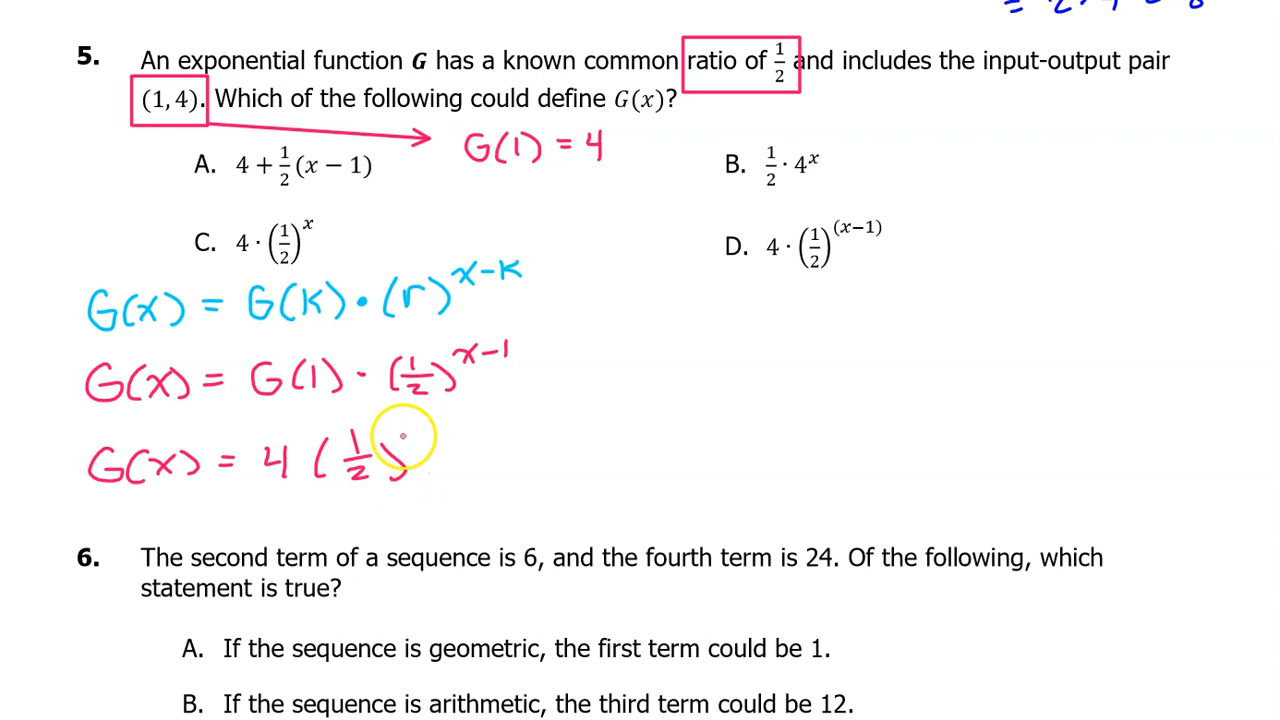 = 2 · 4 = 8
5. An exponential function G has a known common ratio of 1/2 and includes the input-output pair
(1, 4). Which of the following could define G(x)?
G(1) = 4
A. 4 + 1/2(x − 1)
B. 1/2 · 4^x
C. 4 · (1/2)^x
D. 4 · (1/2)^(x−1)
G(x) = G(K) · (r)^x−K
G(x) = G(1) · (1/2)^x−1
G(x) = 4 (1/2)
6. The second term of a sequence is 6, and the fourth term is 24. Of the following, which
statement is true?
A. If the sequence is geometric, the first term could be 1.
B. If the sequence is arithmetic, the third term could be 12.